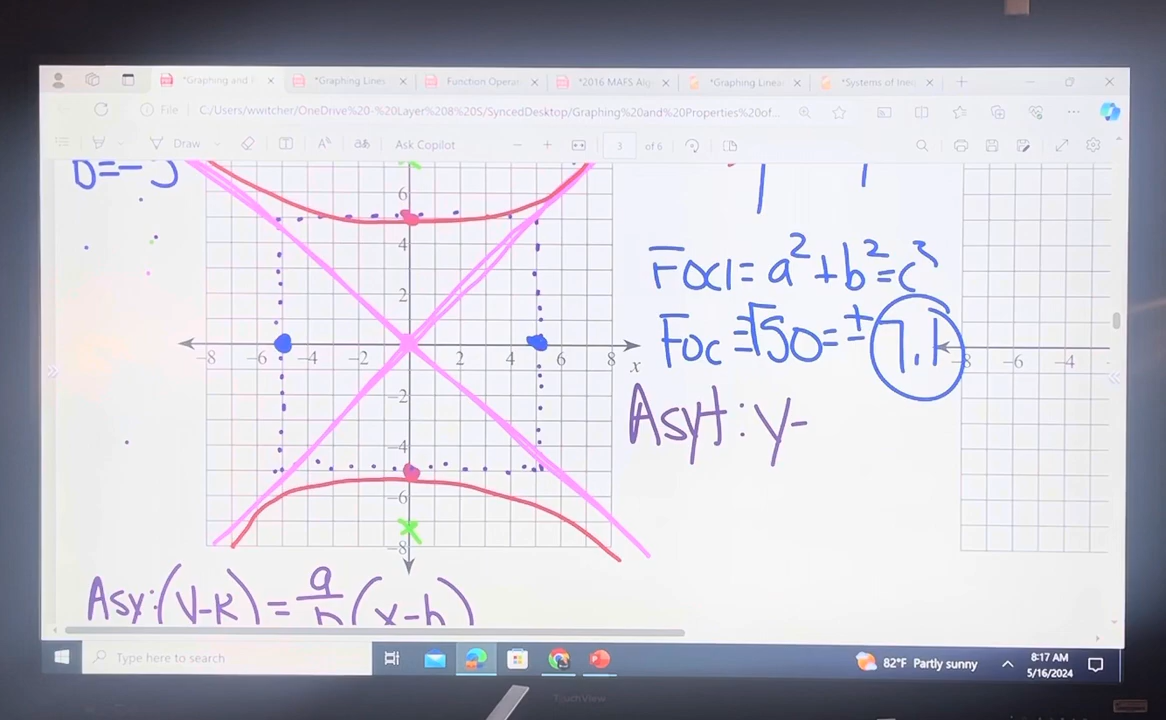 *Graphing and
*Graphing Lines
Function Operat
*2016 MAFS Alg
*Graphing Linea
*Systems of Ineq
File
C:/Users/wwitcher/OneDrive%20-%20Layer%208%20S/SyncedDesktop/Graphing%20and%20Properties%20of...
Draw
Ask Copilot
3 of 6
6
4
2
-8 -6 -4 2 4 6 8 x
-2
-4
-6
-8
Foci = a²+b²=c²
Foc = √50 = ± 7.1
Asyt: y-
-8 -6 -4
Asy: (y-k) = a/b (x-h)
Type here to search
82°F Partly sunny
8:17 AM
5/16/2024
TouchView